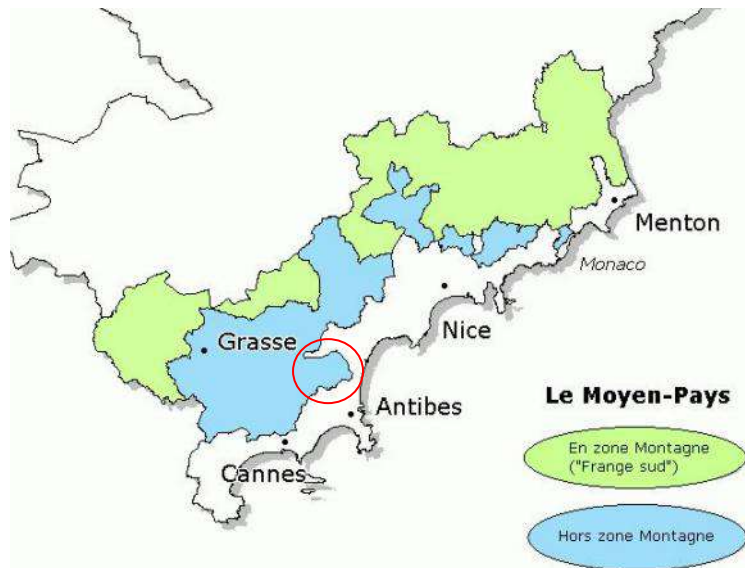 Menton
Monaco
Nice
Grasse
Antibes
Cannes
Le Moyen-Pays
En zone Montagne
("Frange sud")
Hors zone Montagne